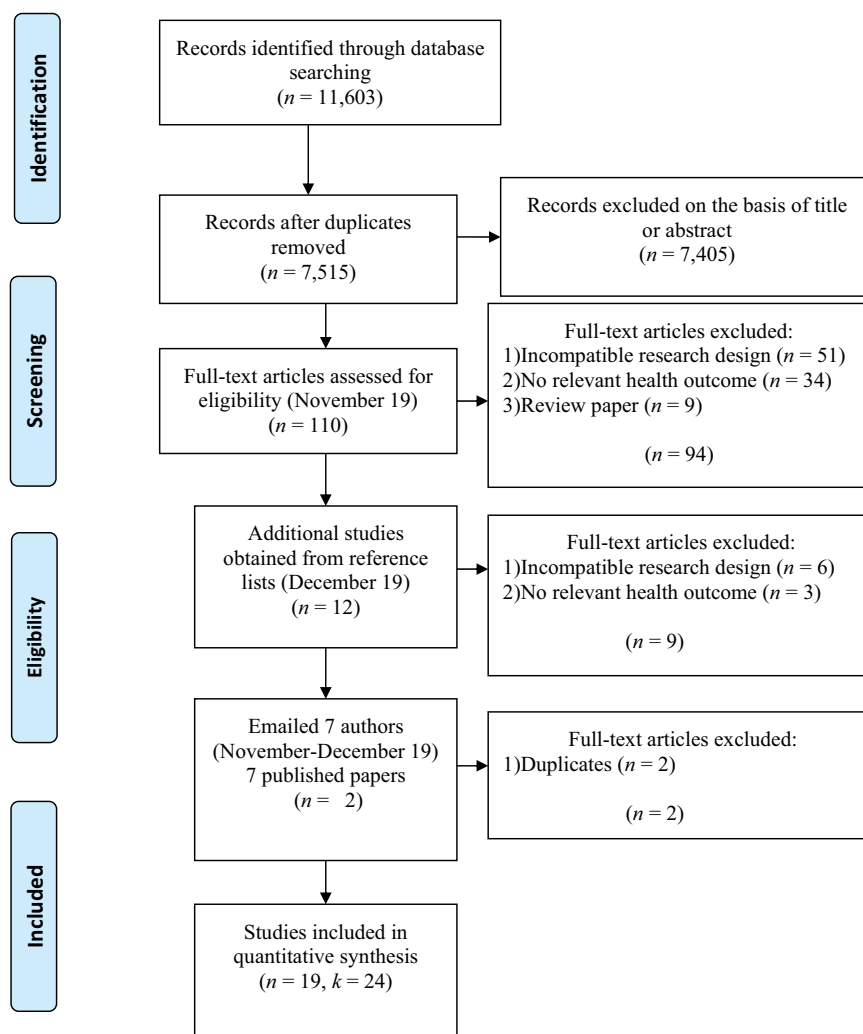 Identification
Records identified through database
searching
(n = 11,603)
Records after duplicates
removed
(n = 7,515)
Records excluded on the basis of title
or abstract
(n = 7,405)
Screening
Full-text articles assessed for
eligibility (November 19)
(n = 110)
Full-text articles excluded:
1)Incompatible research design (n = 51)
2)No relevant health outcome (n = 34)
3)Review paper (n = 9)
(n = 94)
Eligibility
Additional studies
obtained from reference
lists (December 19)
(n = 12)
Full-text articles excluded:
1)Incompatible research design (n = 6)
2)No relevant health outcome (n = 3)
(n = 9)
Emailed 7 authors
(November-December 19)
7 published papers
(n = 2)
Full-text articles excluded:
1)Duplicates (n = 2)
(n = 2)
Included
Studies included in
quantitative synthesis
(n = 19, k = 24)